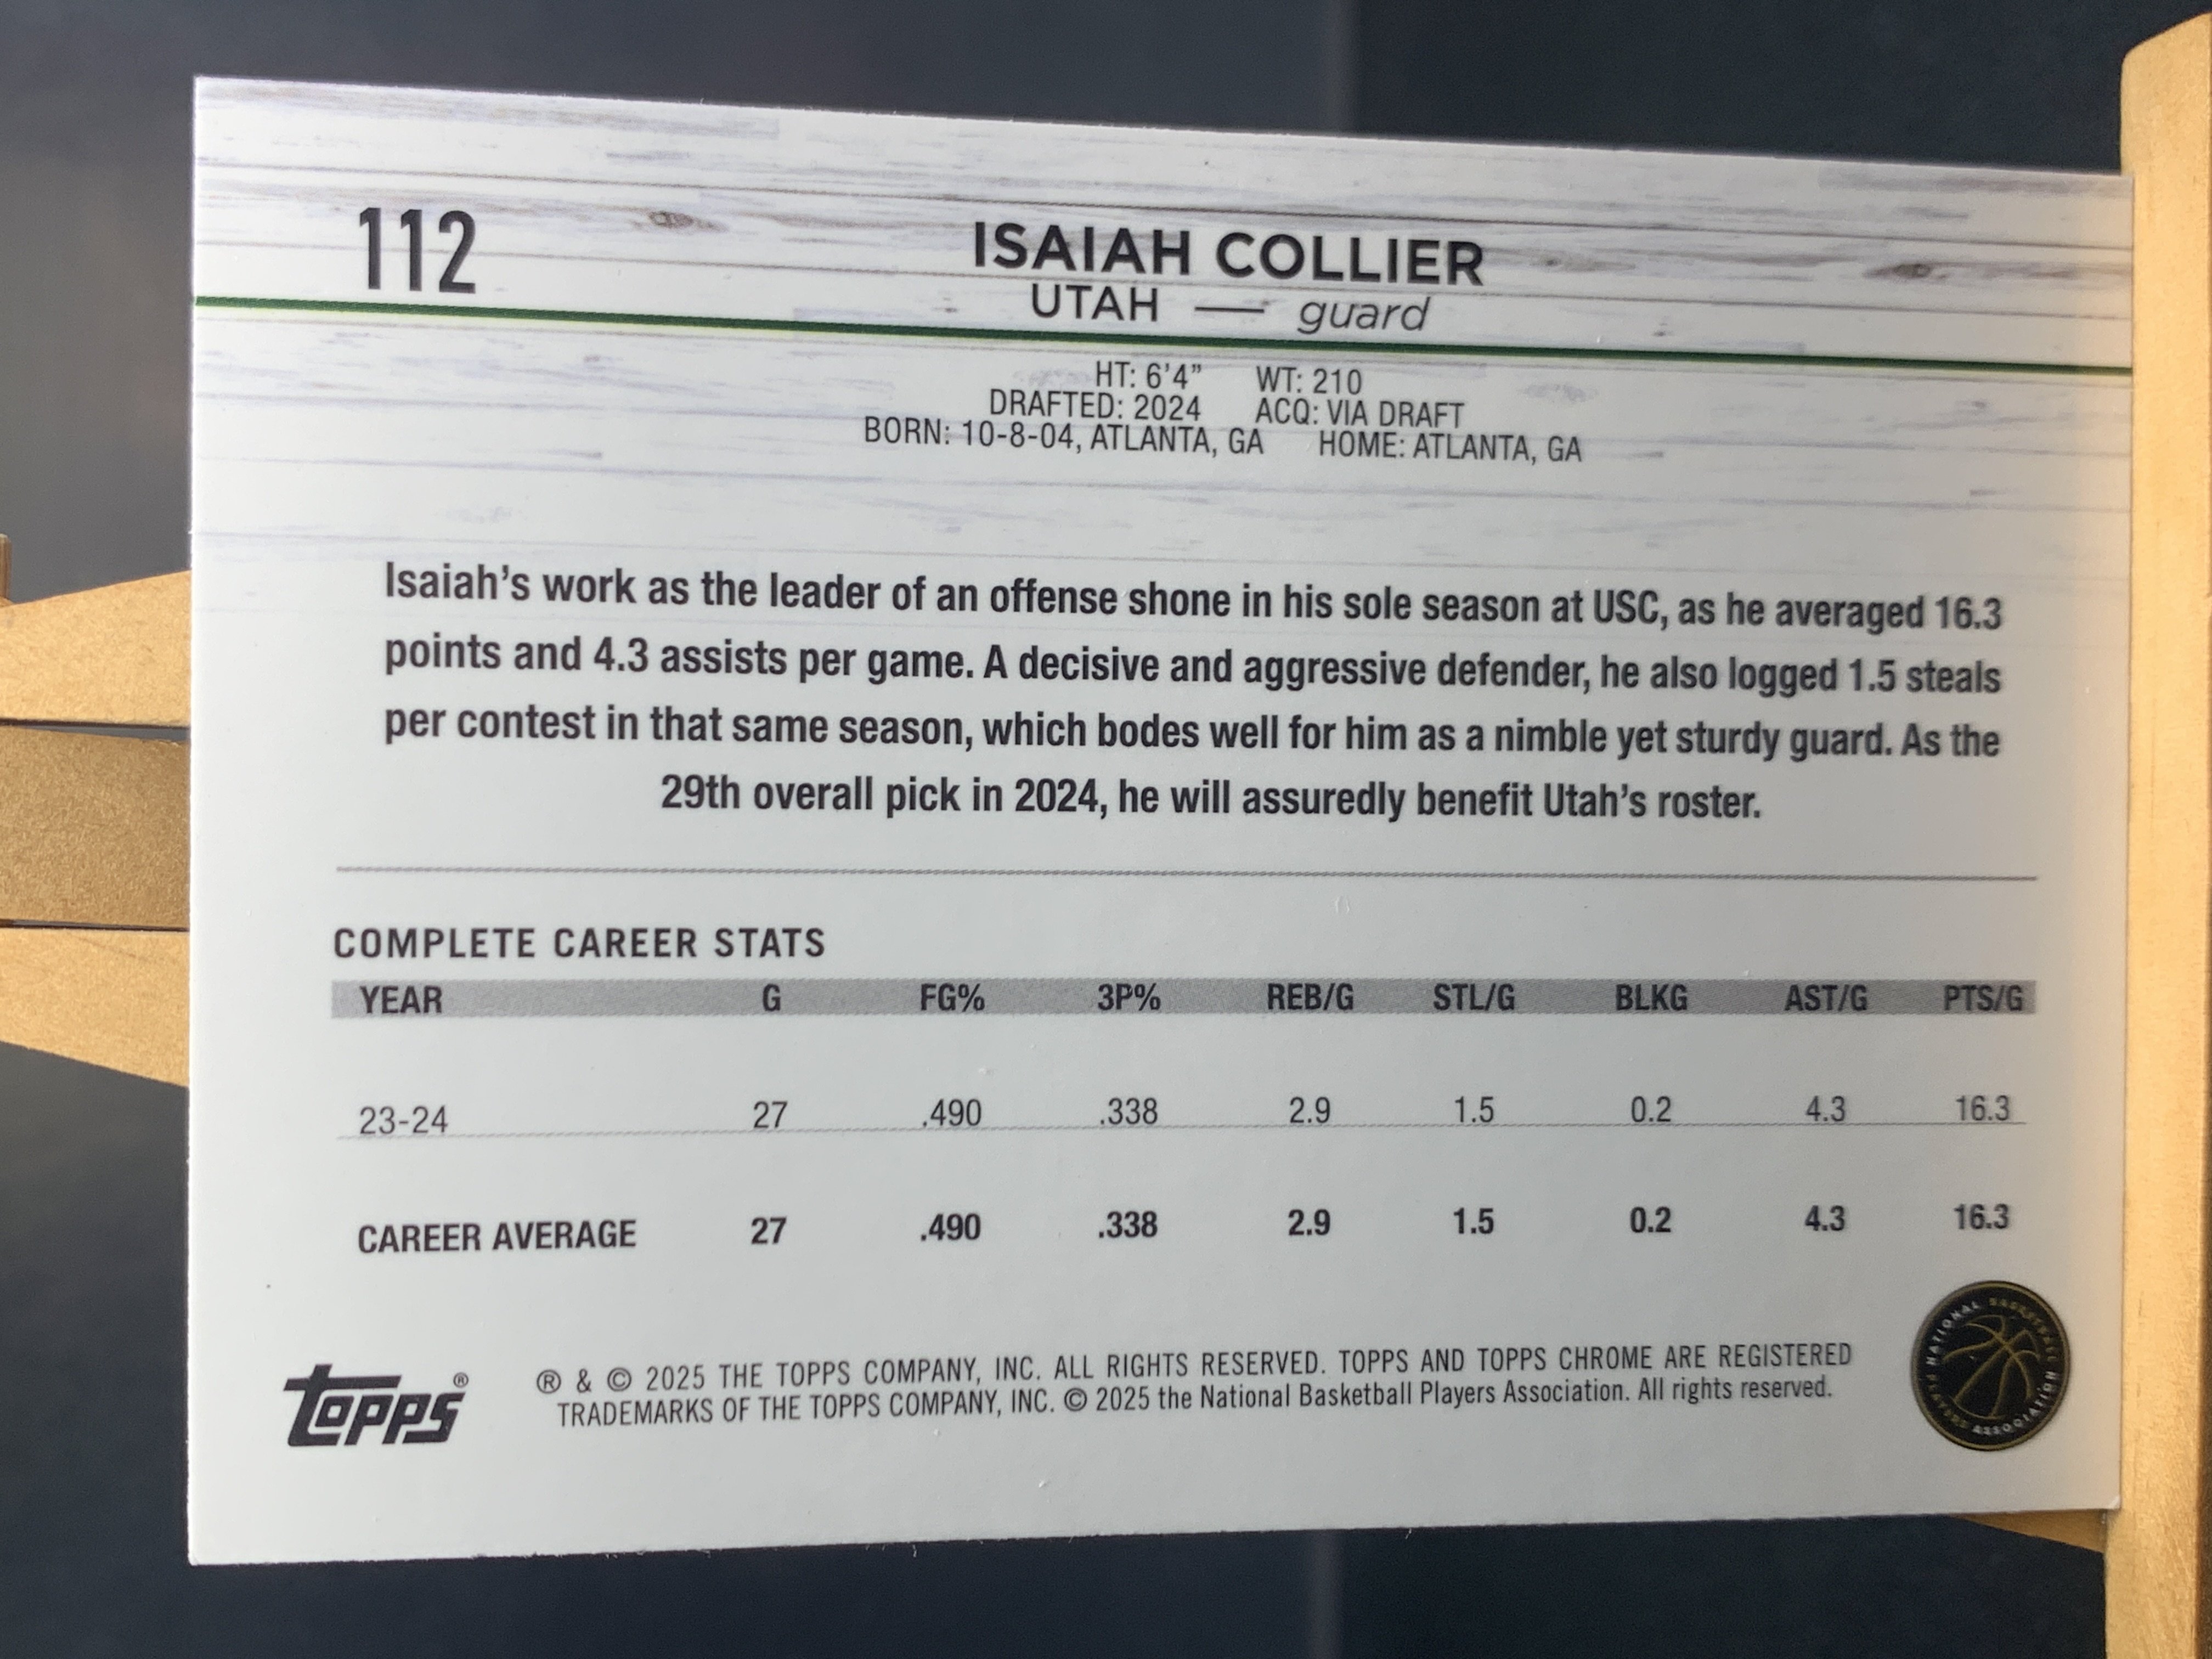 112
ISAIAH COLLIER
UTAH — guard
HT: 6'4” WT: 210
DRAFTED: 2024 ACQ: VIA DRAFT
BORN: 10-8-04, ATLANTA, GA HOME: ATLANTA, GA
Isaiah’s work as the leader of an offense shone in his sole season at USC, as he averaged 16.3
points and 4.3 assists per game. A decisive and aggressive defender, he also logged 1.5 steals
per contest in that same season, which bodes well for him as a nimble yet sturdy guard. As the
29th overall pick in 2024, he will assuredly benefit Utah’s roster.
COMPLETE CAREER STATS
YEAR G FG% 3P% REB/G STL/G BLKG AST/G PTS/G
23-24 27 .490 .338 2.9 1.5 0.2 4.3 16.3
CAREER AVERAGE 27 .490 .338 2.9 1.5 0.2 4.3 16.3
topps®
® & © 2025 THE TOPPS COMPANY, INC. ALL RIGHTS RESERVED. TOPPS AND TOPPS CHROME ARE REGISTERED
TRADEMARKS OF THE TOPPS COMPANY, INC. © 2025 the National Basketball Players Association. All rights reserved.
NATIONAL BASKETBALL PLAYERS ASSOCIATION